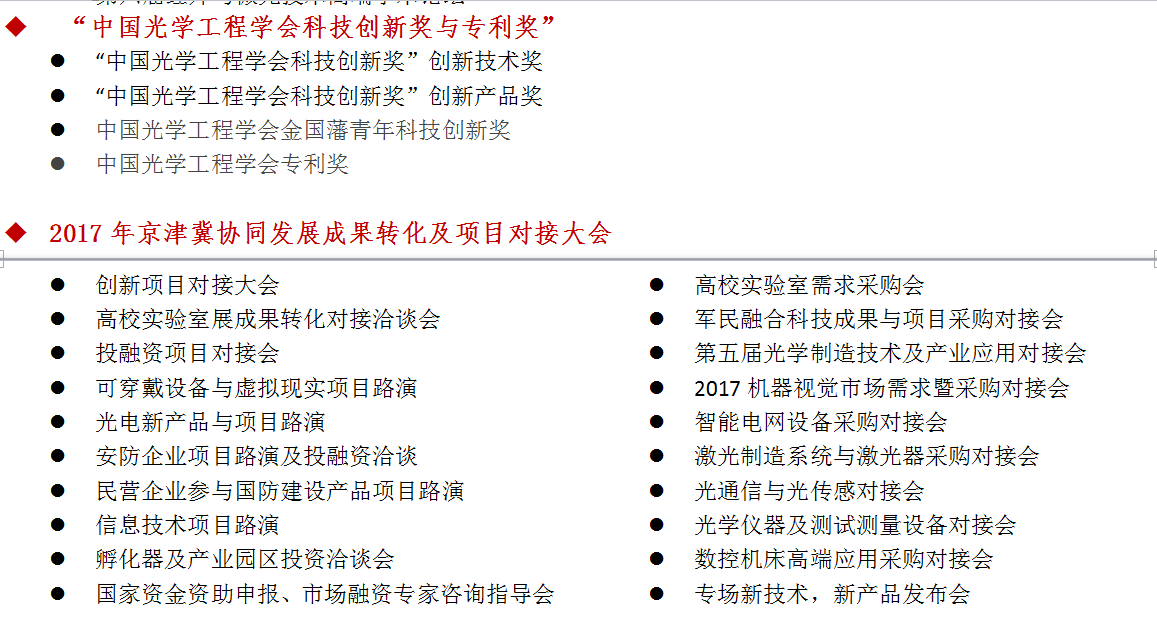 “中国光学工程学会科技创新奖与专利奖”
“中国光学工程学会科技创新奖”创新技术奖
“中国光学工程学会科技创新奖”创新产品奖
中国光学工程学会金国藩青年科技创新奖
中国光学工程学会专利奖
2017年京津冀协同发展成果转化及项目对接大会
创新项目对接大会
高校实验室展成果转化对接洽谈会
投融资项目对接会
可穿戴设备与虚拟现实项目路演
光电新产品与项目路演
安防企业项目路演及投融资洽谈
民营企业参与国防建设产品项目路演
信息技术项目路演
孵化器及产业园区投资洽谈会
国家资金资助申报、市场融资专家咨询指导会
高校实验室需求采购会
军民融合科技成果与项目采购对接会
第五届光学制造技术及产业应用对接会
2017机器视觉市场需求暨采购对接会
智能电网设备采购对接会
激光制造系统与激光器采购对接会
光通信与光传感对接会
光学仪器及测试测量设备对接会
数控机床高端应用采购对接会
专场新技术，新产品发布会